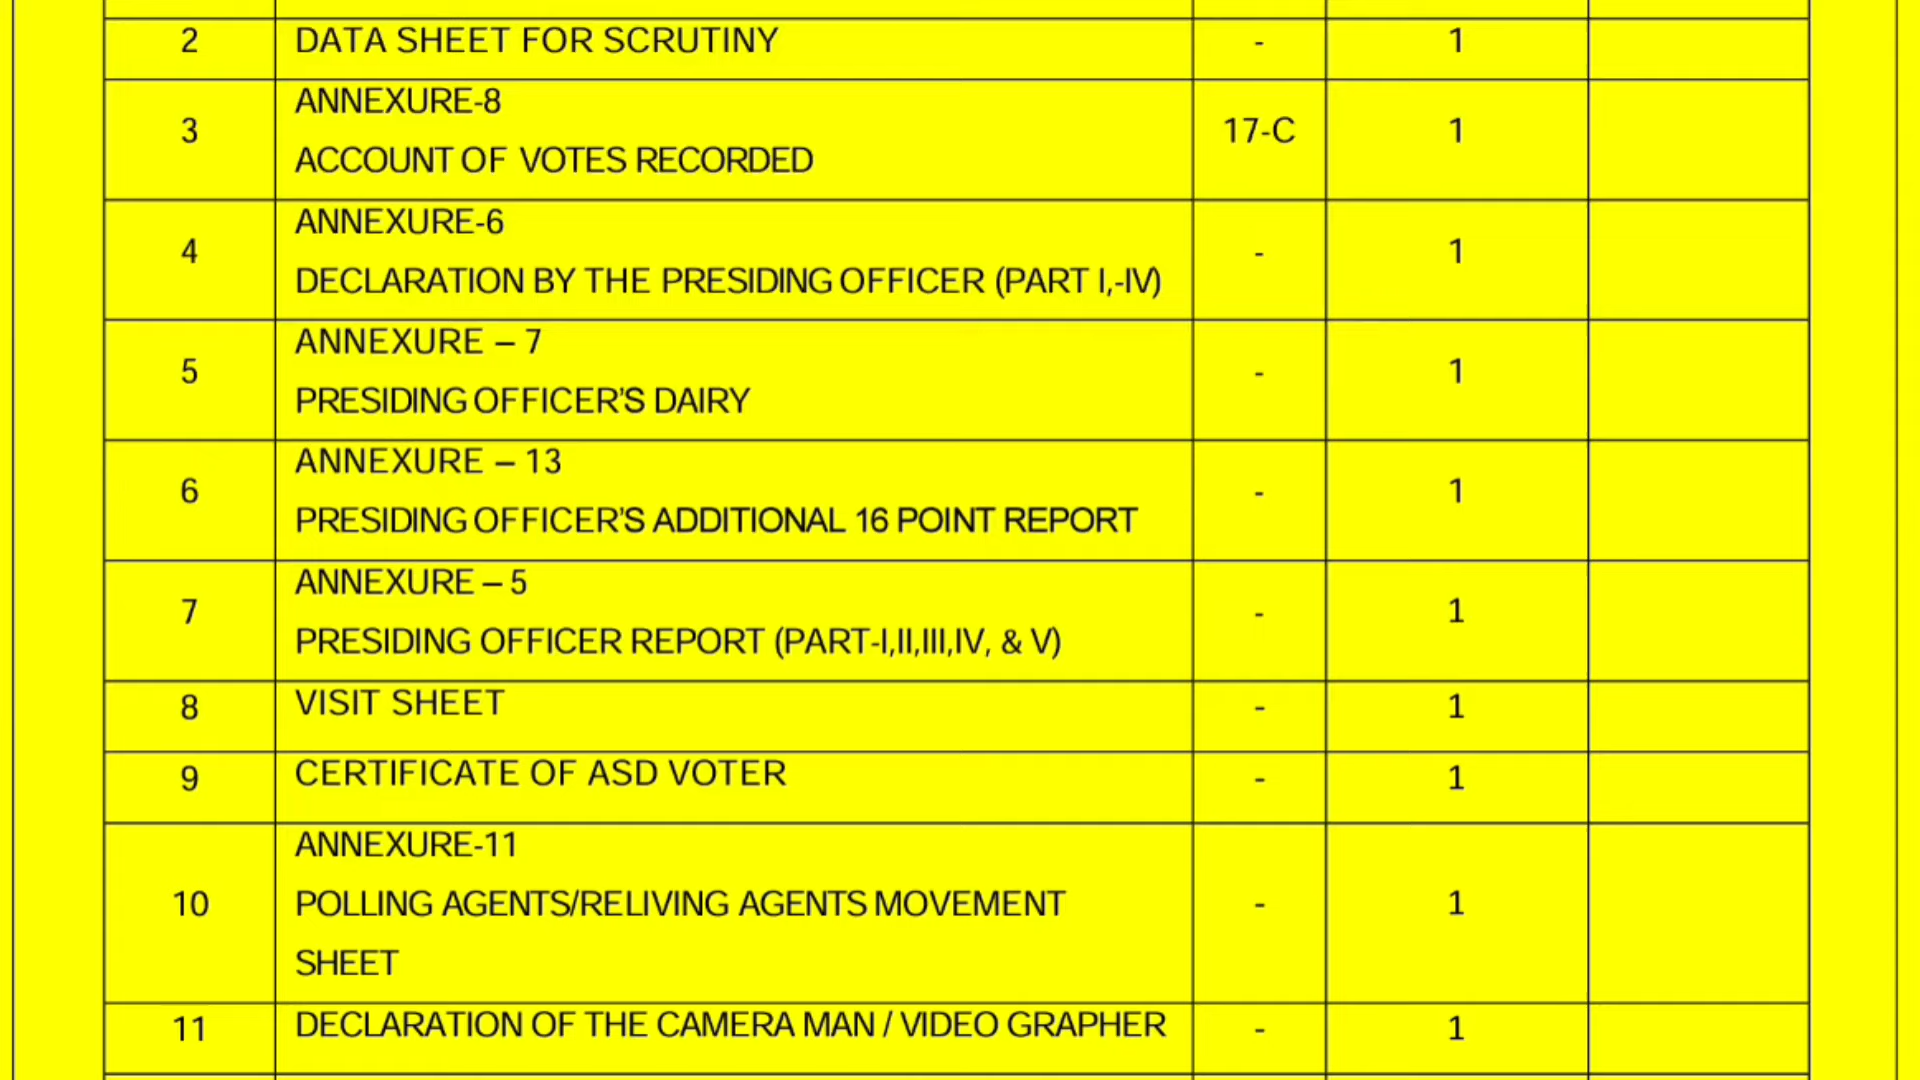 2 DATA SHEET FOR SCRUTINY - 1
ANNEXURE-8
3 17-C 1
ACCOUNT OF VOTES RECORDED
ANNEXURE-6
4 - 1
DECLARATION BY THE PRESIDING OFFICER (PART I,-IV)
ANNEXURE – 7
5 - 1
PRESIDING OFFICER'S DAIRY
ANNEXURE – 13
6 - 1
PRESIDING OFFICER'S ADDITIONAL 16 POINT REPORT
ANNEXURE – 5
7 - 1
PRESIDING OFFICER REPORT (PART-I,II,III,IV, & V)
8 VISIT SHEET - 1
9 CERTIFICATE OF ASD VOTER - 1
ANNEXURE-11
10 POLLING AGENTS/RELIVING AGENTS MOVEMENT - 1
SHEET
11 DECLARATION OF THE CAMERA MAN / VIDEO GRAPHER - 1